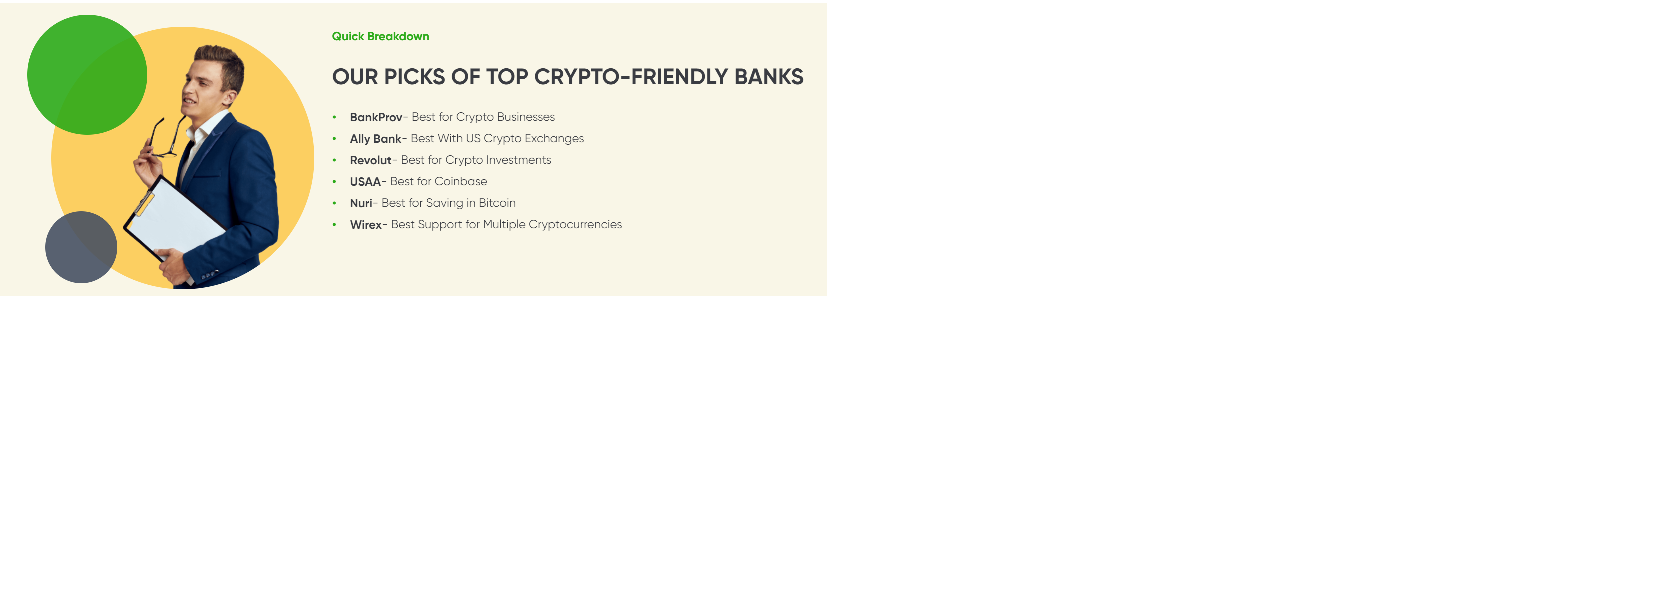 Quick Breakdown
OUR PICKS OF TOP CRYPTO-FRIENDLY BANKS
• BankProv- Best for Crypto Businesses
• Ally Bank- Best With US Crypto Exchanges
• Revolut- Best for Crypto Investments
• USAA- Best for Coinbase
• Nuri- Best for Saving in Bitcoin
• Wirex- Best Support for Multiple Cryptocurrencies